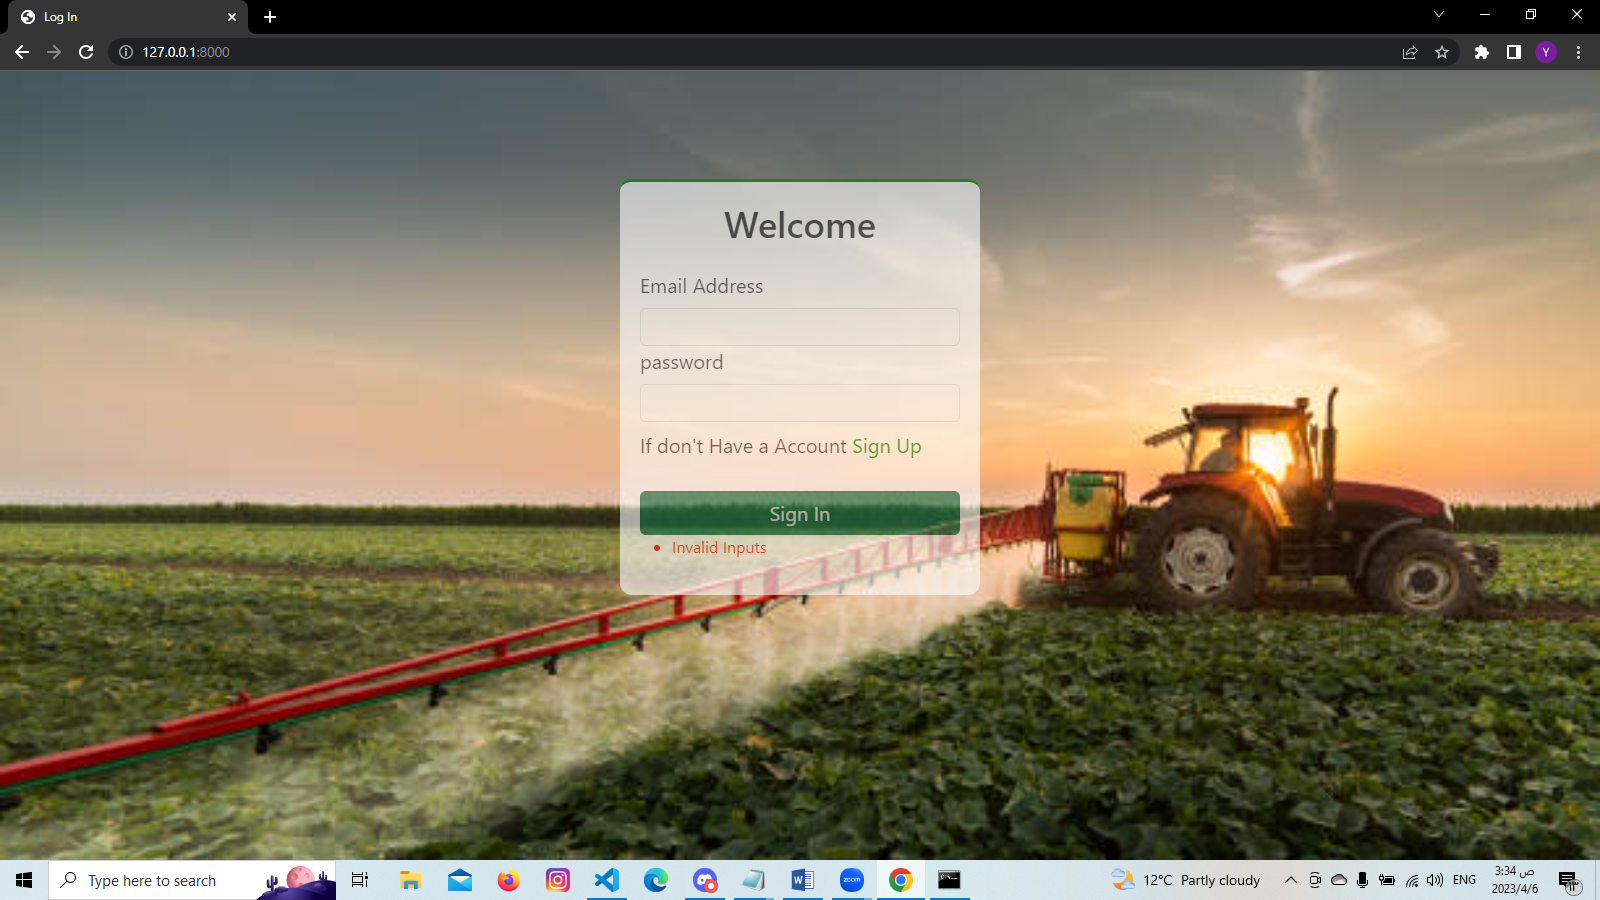 Log In
127.0.0.1:8000
Y
Welcome
Email Address
password
If don't Have a Account Sign Up
Sign In
Invalid Inputs
Type here to search
zoom
12°C Partly cloudy
ENG
3:34 ص
2023/4/6